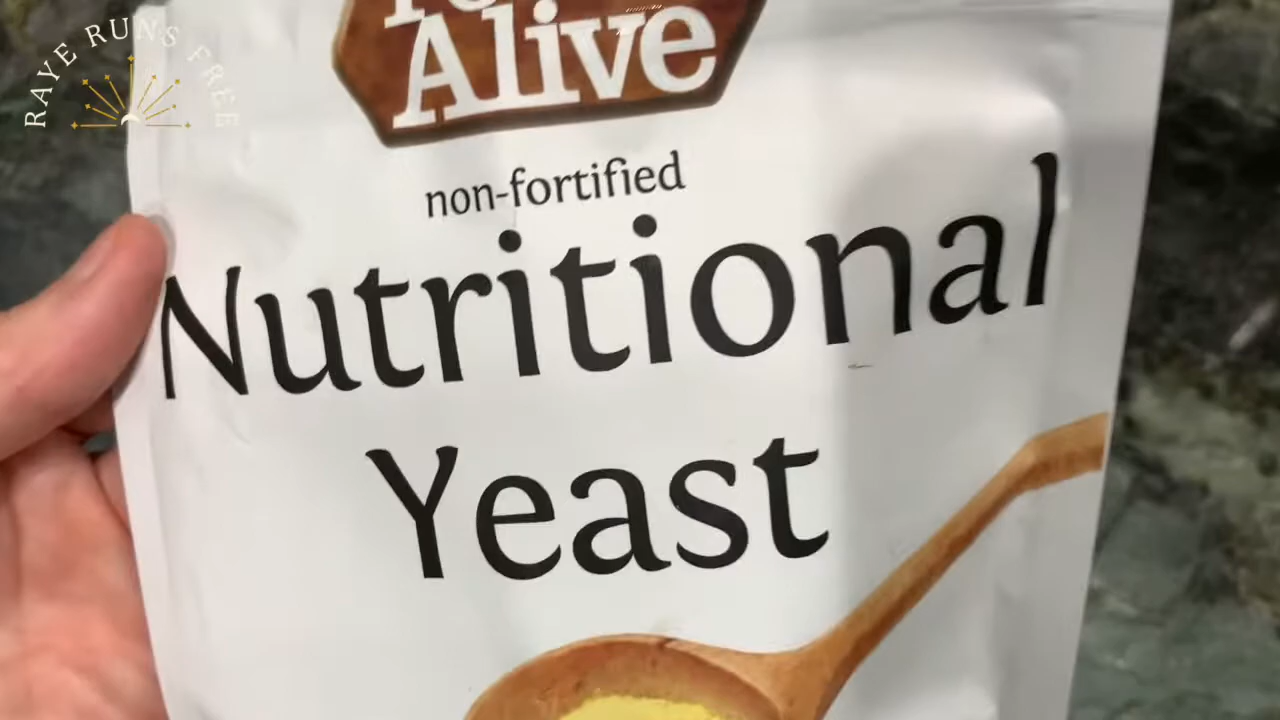 RAYE RUNS FREE
Alive
non-fortified
Nutritional
Yeast